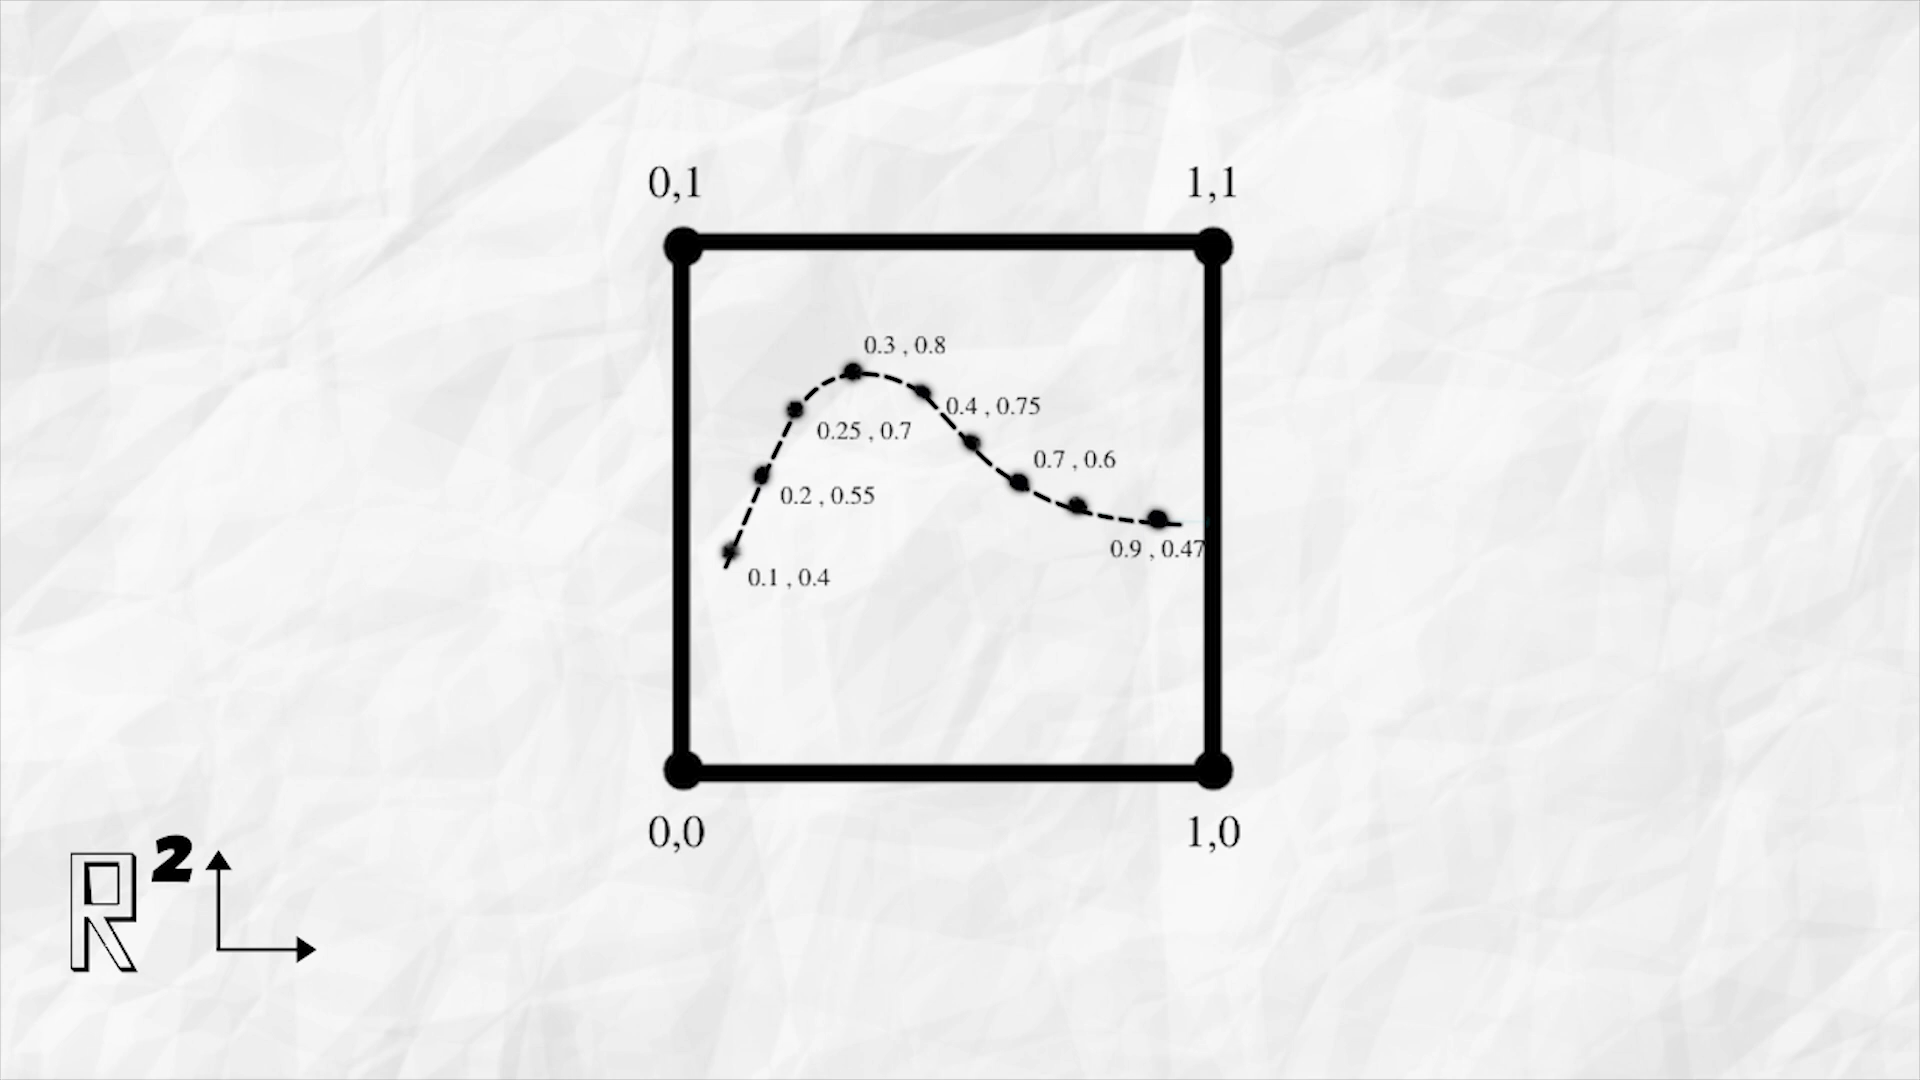 0,1
1,1
0.3 , 0.8
0.4 , 0.75
0.25 , 0.7
0.7 , 0.6
0.2 , 0.55
0.9 , 0.47
0.1 , 0.4
0,0
1,0
R²